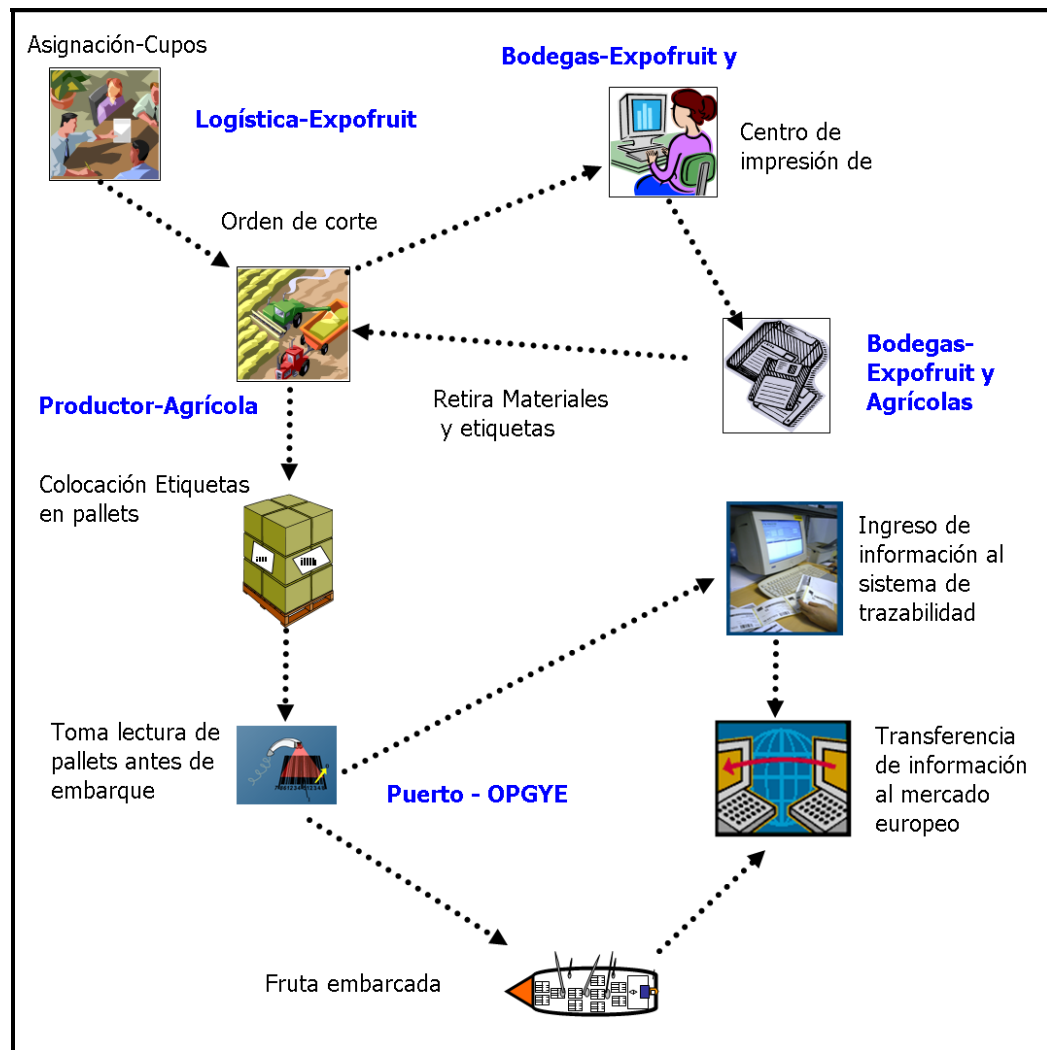 Asignación-Cupos
Logística-Expofruit
Bodegas-Expofruit y
Centro de
impresión de
Orden de corte
Productor-Agrícola
Retira Materiales
y etiquetas
Bodegas-
Expofruit y
Agrícolas
Colocación Etiquetas
en pallets
Ingreso de
información al
sistema de
trazabilidad
Toma lectura de
pallets antes de
embarque
Puerto - OPGYE
Transferencia
de información
al mercado
europeo
Fruta embarcada